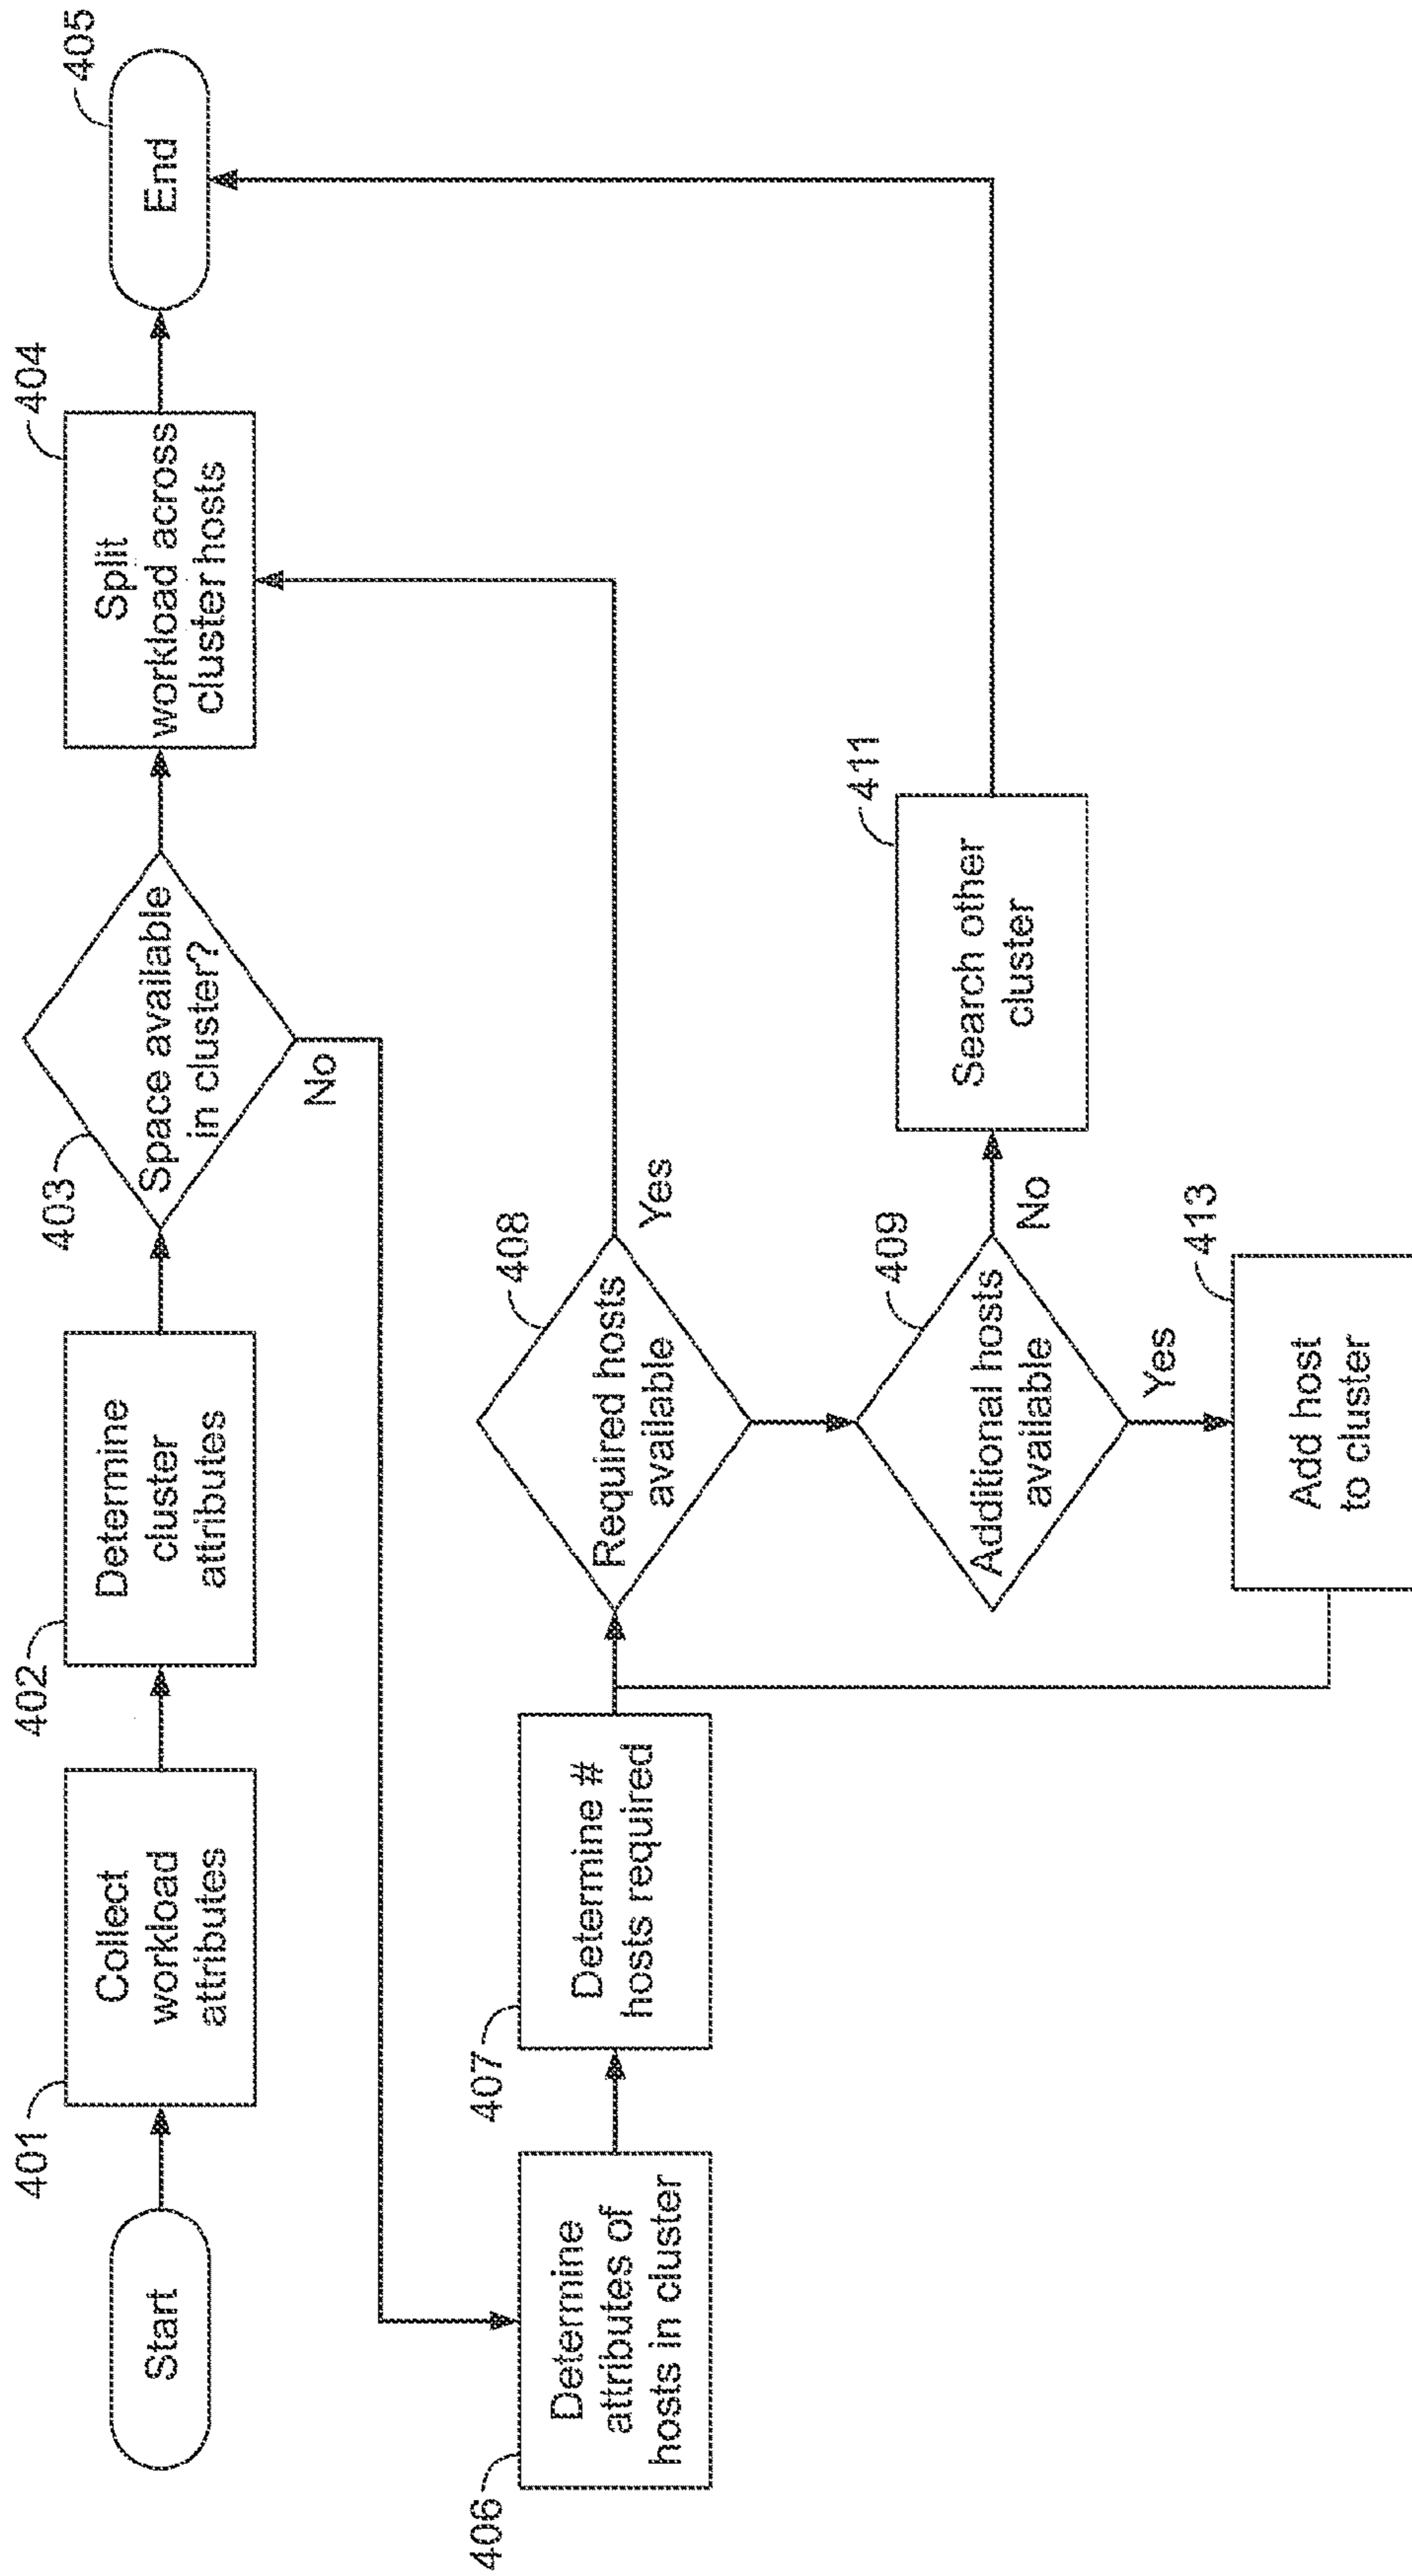 Start
401
Collect
workload
attributes
402
Determine
cluster
attributes
403
Space available
in cluster?
No
404
Split
workload across
cluster hosts
405
End
406
Determine
attributes of
hosts in cluster
407
Determine #
hosts required
408
Required hosts
available
Yes
409
Additional hosts
available
No
Yes
411
Search other
cluster
413
Add host
to cluster